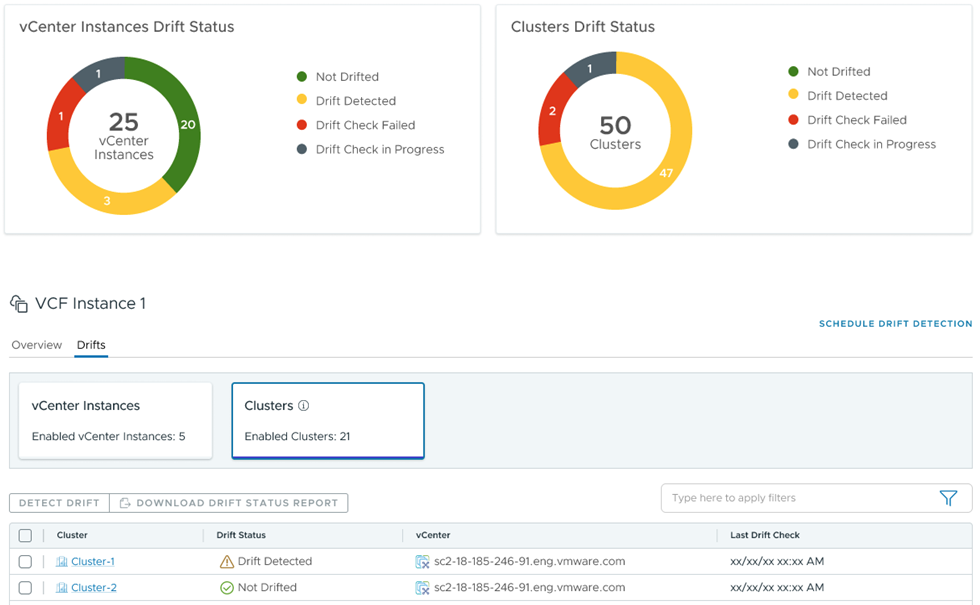 vCenter Instances Drift Status
1
20
1
25
vCenter
Instances
3
Not Drifted
Drift Detected
Drift Check Failed
Drift Check in Progress
Clusters Drift Status
1
2
50
Clusters
47
Not Drifted
Drift Detected
Drift Check Failed
Drift Check in Progress
VCF Instance 1
SCHEDULE DRIFT DETECTION
Overview Drifts
vCenter Instances
Enabled vCenter Instances: 5
Clusters
Enabled Clusters: 21
DETECT DRIFT DOWNLOAD DRIFT STATUS REPORT
Type here to apply filters
Cluster Drift Status vCenter Last Drift Check
Cluster-1 Drift Detected sc2-18-185-246-91.eng.vmware.com xx/xx/xx xx:xx AM
Cluster-2 Not Drifted sc2-18-185-246-91.eng.vmware.com xx/xx/xx xx:xx AM